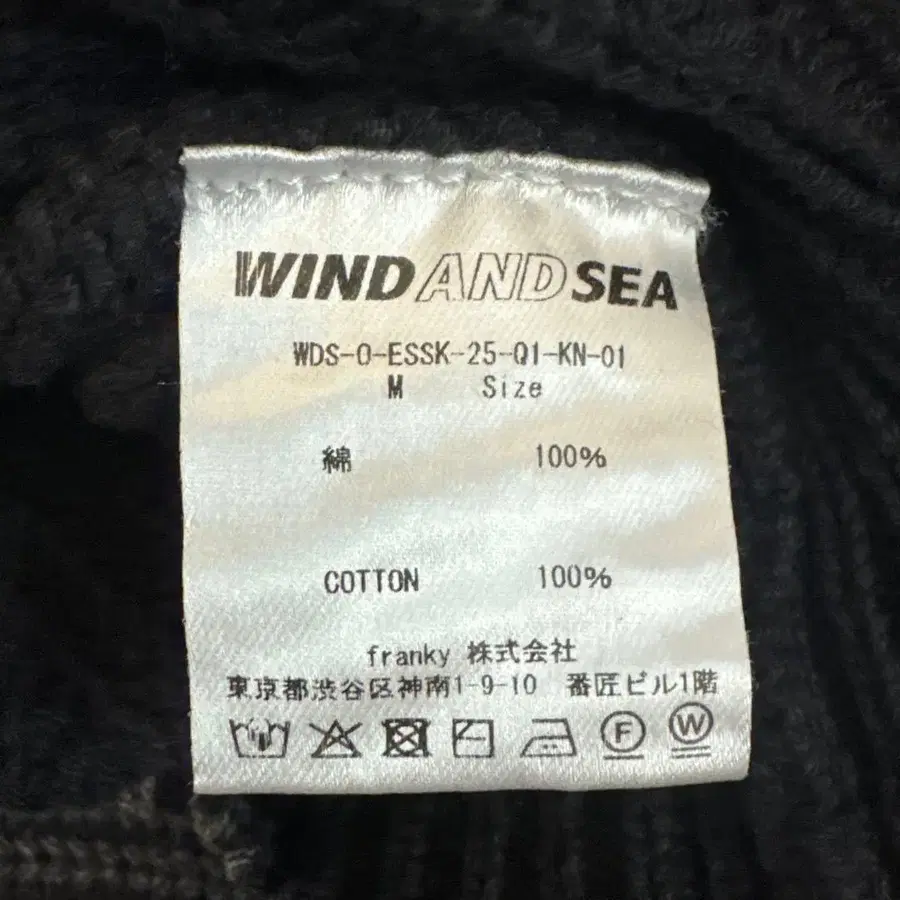 WIND AND SEA
WDS-O-ESSK-25-Q1-KN-01
M Size
綿 100%
COTTON 100%
franky 株式会社
東京都渋谷区神南1-9-10 番匠ビル1階
F W